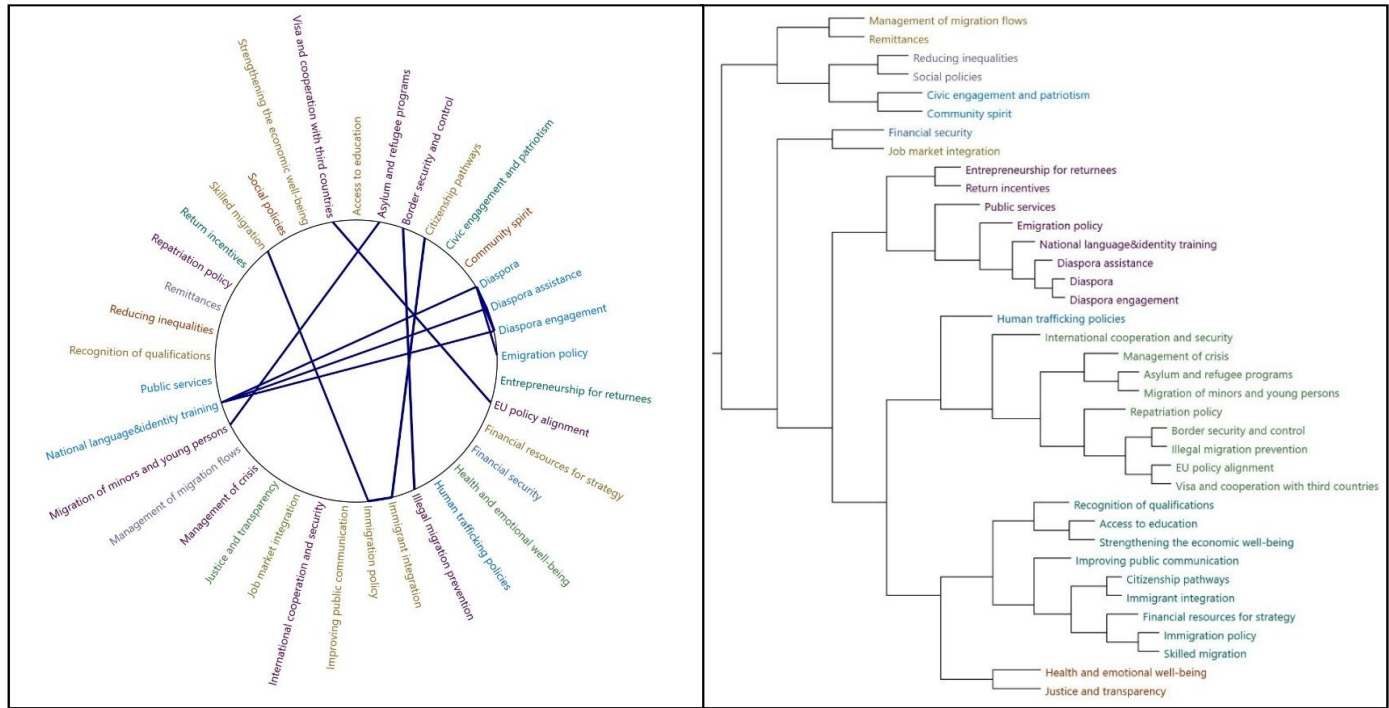 Visa and cooperation with third countries
Strengthening the economic well-being
Social policies
Skilled migration
Return incentives
Repatriation policy
Remittances
Reducing inequalities
Recognition of qualifications
Public services
National language&identity training
Migration of minors and young persons
Management of migration flows
Management of crisis
Justice and transparency
Job market integration
International cooperation and security
Improving public communication
Immigration policy
Immigrant integration
Illegal migration prevention
Human trafficking policies
Health and emotional well-being
Financial security
Financial resources for strategy
EU policy alignment
Entrepreneurship for returnees
Emigration policy
Diaspora engagement
Diaspora assistance
Diaspora
Community spirit
Civic engagement and patriotism
Citizenship pathways
Border security and control
Asylum and refugee programs
Access to education
Management of migration flows
Remittances
Reducing inequalities
Social policies
Civic engagement and patriotism
Community spirit
Financial security
Job market integration
Entrepreneurship for returnees
Return incentives
Public services
Emigration policy
National language&identity training
Diaspora assistance
Diaspora
Diaspora engagement
Human trafficking policies
International cooperation and security
Management of crisis
Asylum and refugee programs
Migration of minors and young persons
Repatriation policy
Border security and control
Illegal migration prevention
EU policy alignment
Visa and cooperation with third countries
Recognition of qualifications
Access to education
Strengthening the economic well-being
Improving public communication
Citizenship pathways
Immigrant integration
Financial resources for strategy
Immigration policy
Skilled migration
Health and emotional well-being
Justice and transparency